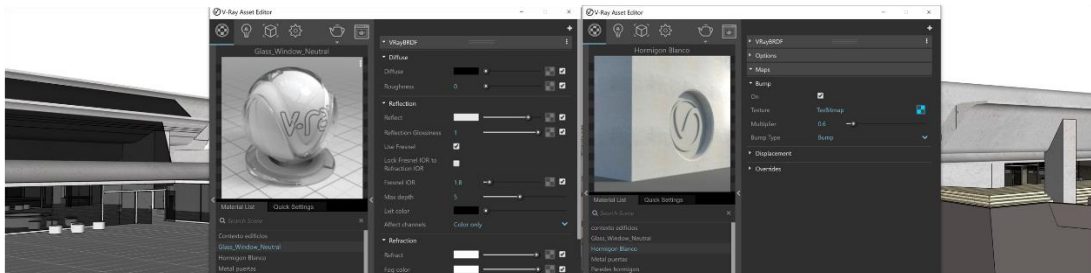 V-Ray Asset Editor
Glass_Window_Neutral
Material List
Quick Settings
Search Scene
contexto edificios
Glass_Window_Neutral
Hormigon Blanco
Metal puertas
VRayBRDF
Diffuse
Diffuse
Roughness 0
Reflection
Reflect
Reflection Glossiness 1
Use Fresnel
Lock Fresnel IOR to
Refraction IOR
Fresnel IOR 1.8
Max depth 5
Exit color
Affect channels Color only
Refraction
Refract
Fog color
V-Ray Asset Editor
Hormigon Blanco
Material List
Quick Settings
Search Scene
contexto edificios
Glass_Window_Neutral
Hormigon Blanco
Metal puertas
VRayBRDF
Options
Maps
Bump
On
Texture TexBitmap
Multiplier 0.6
Bump Type Bump
Displacement
Overrides